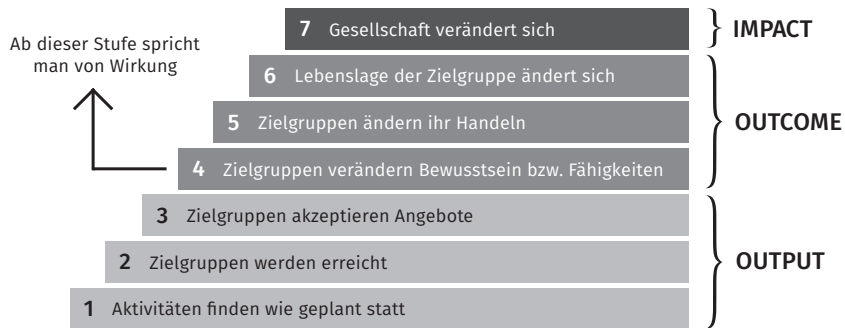 7 Gesellschaft verändert sich
IMPACT
Ab dieser Stufe spricht
man von Wirkung
6 Lebenslage der Zielgruppe ändert sich
5 Zielgruppen ändern ihr Handeln
OUTCOME
4 Zielgruppen verändern Bewusstsein bzw. Fähigkeiten
3 Zielgruppen akzeptieren Angebote
2 Zielgruppen werden erreicht
OUTPUT
1 Aktivitäten finden wie geplant statt